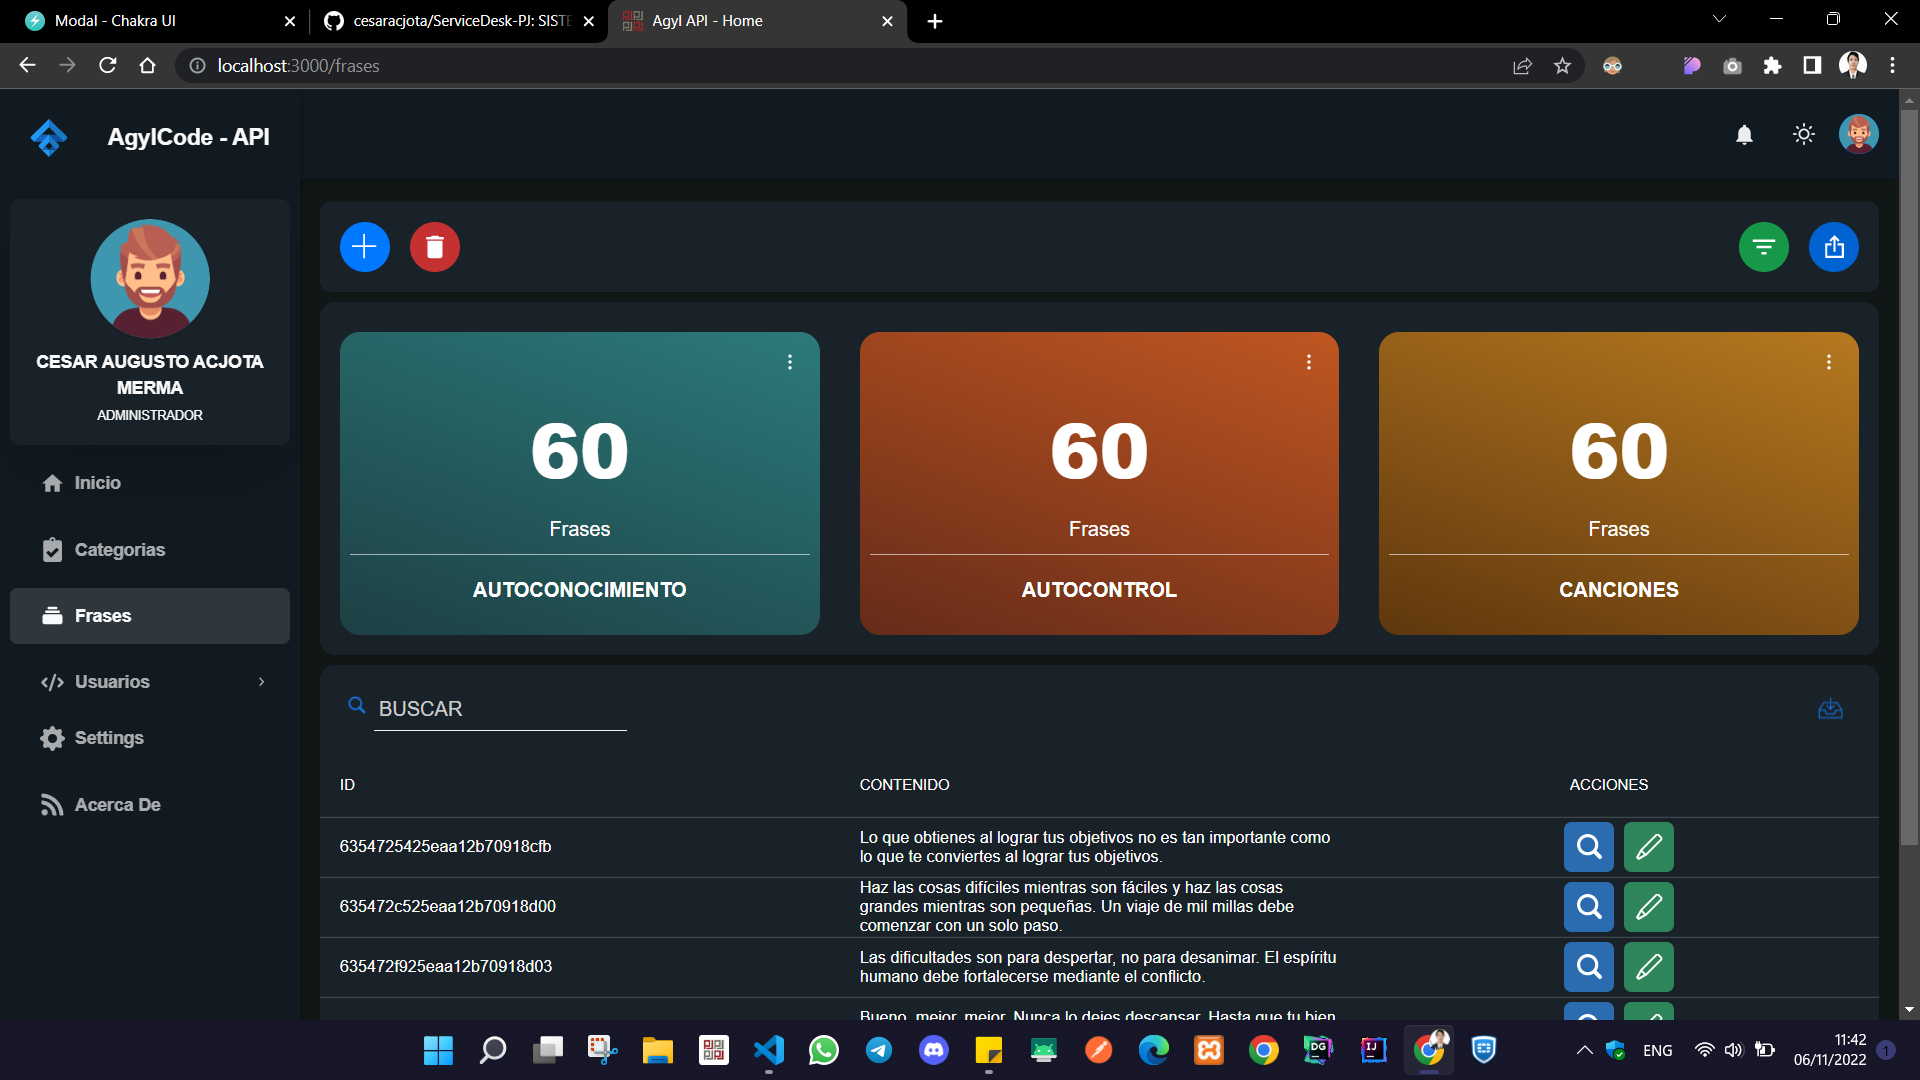 Modal - Chakra UI
cesaracjota/ServiceDesk-PJ: SISTE
AgyI API - Home
localhost:3000/frases
AgylCode - API
CESAR AUGUSTO ACJOTA
MERMA
ADMINISTRADOR
Inicio
Categorias
Frases
Usuarios
Settings
Acerca De
60
Frases
AUTOCONOCIMIENTO
60
Frases
AUTOCONTROL
60
Frases
CANCIONES
BUSCAR
ID
CONTENIDO
ACCIONES
6354725425eaa12b70918cfb
Lo que obtienes al lograr tus objetivos no es tan importante como
lo que te conviertes al lograr tus objetivos.
635472c525eaa12b70918d00
Haz las cosas difíciles mientras son fáciles y haz las cosas
grandes mientras son pequeñas. Un viaje de mil millas debe
comenzar con un solo paso.
635472f925eaa12b70918d03
Las dificultades son para despertar, no para desanimar. El espíritu
humano debe fortalecerse mediante el conflicto.
Bueno, mejor, mejor. Nunca lo dejes descansar. Hasta que tu bien
DG
IJ
ENG
11:42
06/11/2022
1